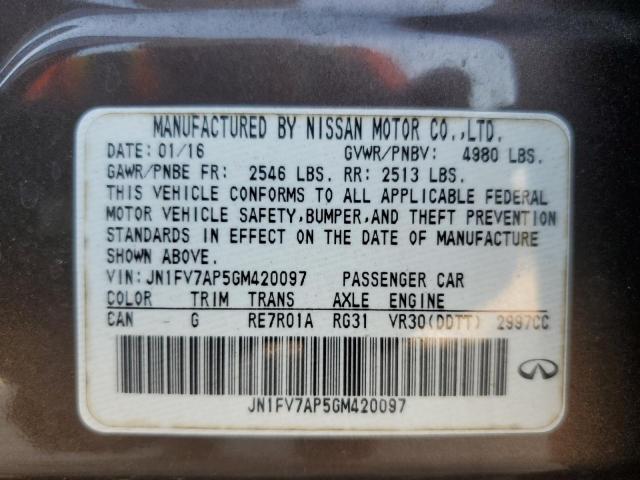 MANUFACTURED BY NISSAN MOTOR CO.,LTD.
DATE: 01/16 GVWR/PNBV: 4980 LBS.
GAWR/PNBE FR: 2546 LBS. RR: 2513 LBS.
THIS VEHICLE CONFORMS TO ALL APPLICABLE FEDERAL
MOTOR VEHICLE SAFETY,BUMPER,AND THEFT PREVENTION
STANDARDS IN EFFECT ON THE DATE OF MANUFACTURE
SHOWN ABOVE.
VIN:JN1FV7AP5GM420097 PASSENGER CAR
COLOR TRIM TRANS AXLE ENGINE
CAN G RE7R01A RG31 VR30(DDTT) 2997CC
JN1FV7AP5GM420097